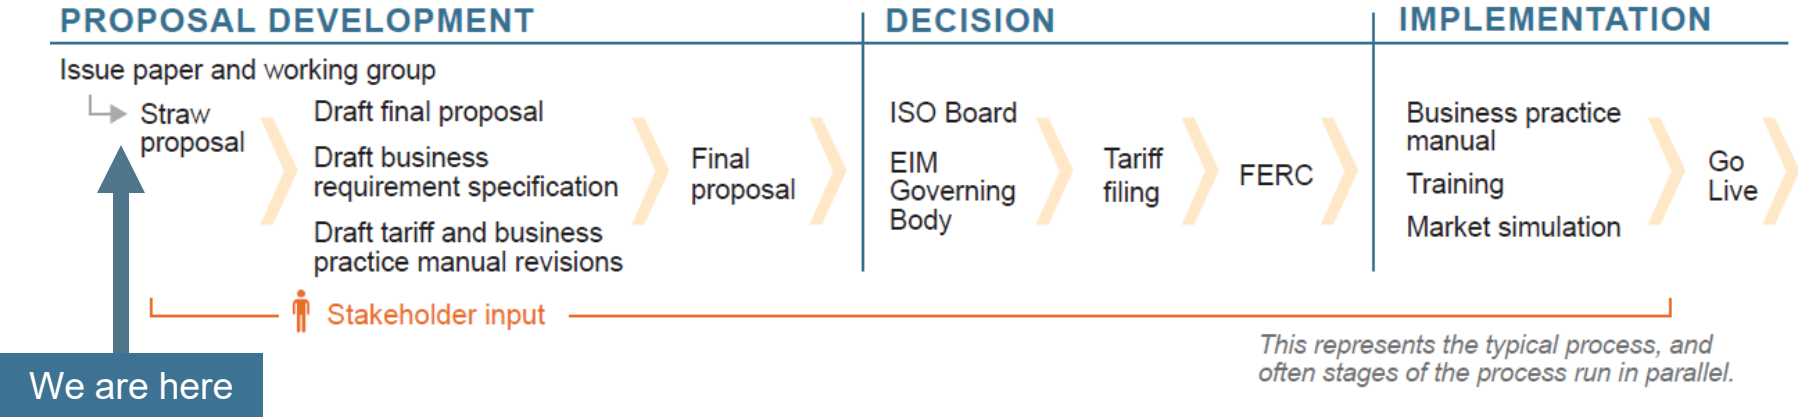 PROPOSAL DEVELOPMENT
DECISION
IMPLEMENTATION
Issue paper and working group
Straw
proposal
Draft final proposal
Draft business
requirement specification
Draft tariff and business
practice manual revisions
Final
proposal
ISO Board
EIM
Governing
Body
Tariff
filing
FERC
Business practice
manual
Training
Market simulation
Go
Live
Stakeholder input
This represents the typical process, and
often stages of the process run in parallel.
We are here